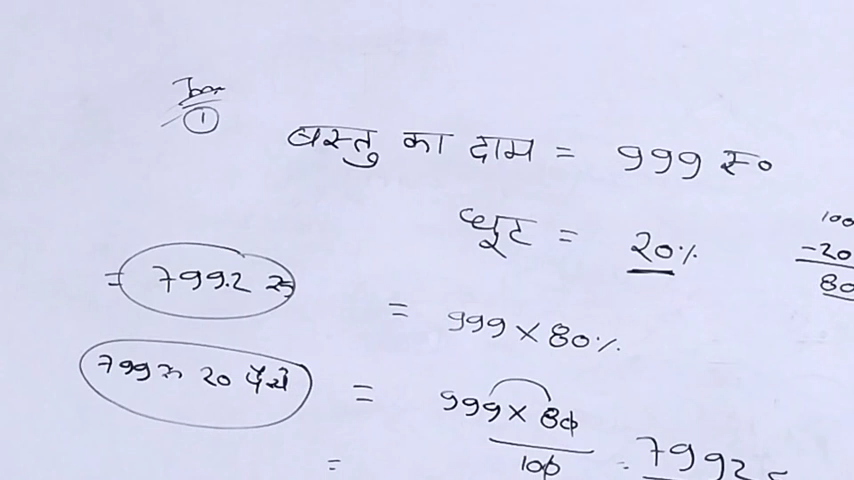 ①
वस्तु का दाम = 999 रु०
छूट = 20%
100
-20
80
= 799.2 रु
= 999 × 80%
799 रु 20 पैसे
= 999 × 80
100
= 7992
=